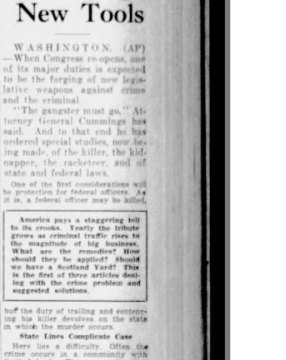 New Tools
WASHINGTON, (AP)
—When Congress re-opens, one
of its major duties is expected
to be the forging of new legis-
lative weapons against crime
and the criminal.
"The gangster must go," At-
torney General Cummings has
said. And to that end he has
ordered special studies, now be-
ing made, of the killer, the kid-
napper, the racketeer, and of
state and federal laws.
One of the first considerations will
be protection for federal officers. As
it is, a federal officer may be killed,
America pays a staggering bill
to its crooks. Yearly the tribute
grows as criminal traffic rises to
the magnitude of big business.
What are the remedies? How
should they be applied? Should
we have a Scotland Yard? This
is the first of three articles deal-
ing with the crime problem and
suggested solutions.
but the duty of trailing and sentenc-
ing his killer devolves on the state
in which the murder occurs.
State Lines Complicate Case
Here lies a difficulty. Often the
crime occurs in a community with